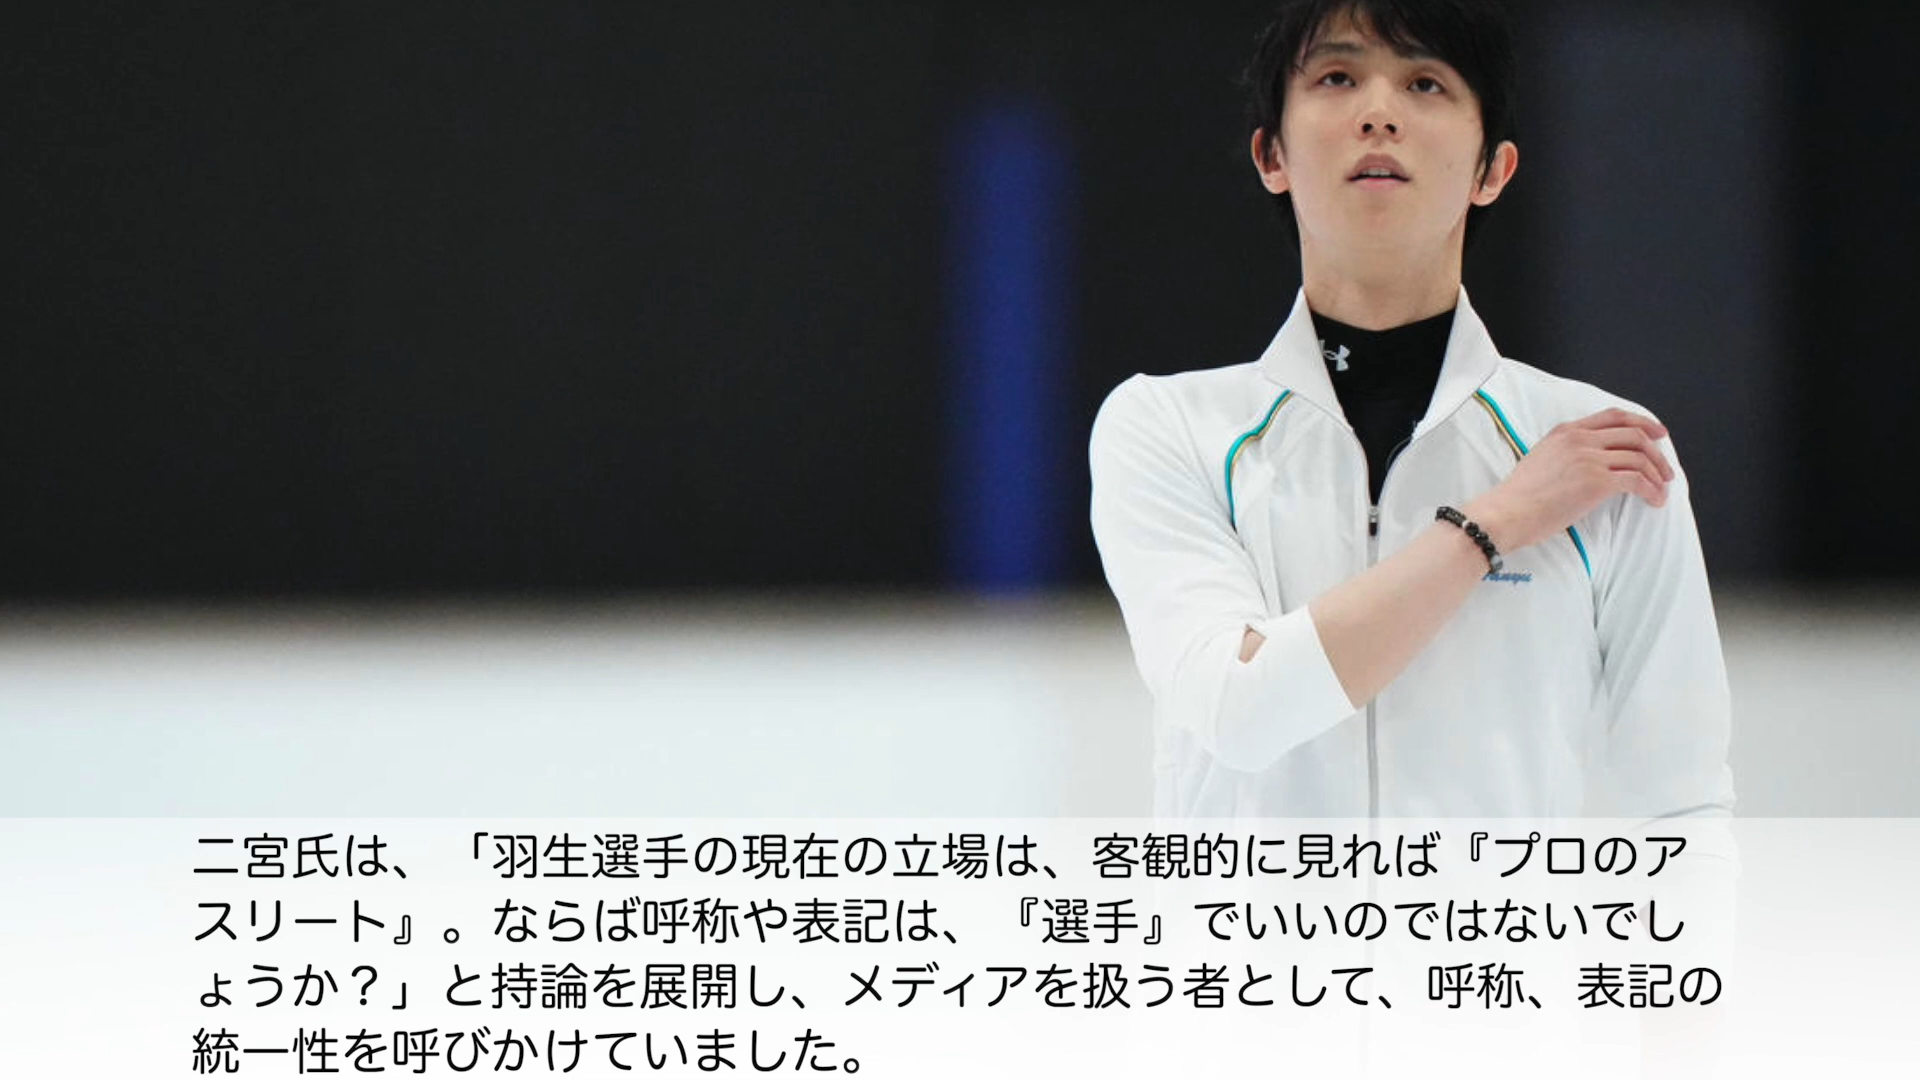 Hanyu
二宮氏は、「羽生選手の現在の立場は、客観的に見れば『プロのア
スリート』。ならば呼称や表記は、『選手』でいいのではないでし
ょうか？」と持論を展開し、メディアを扱う者として、呼称、表記の
統一性を呼びかけていました。